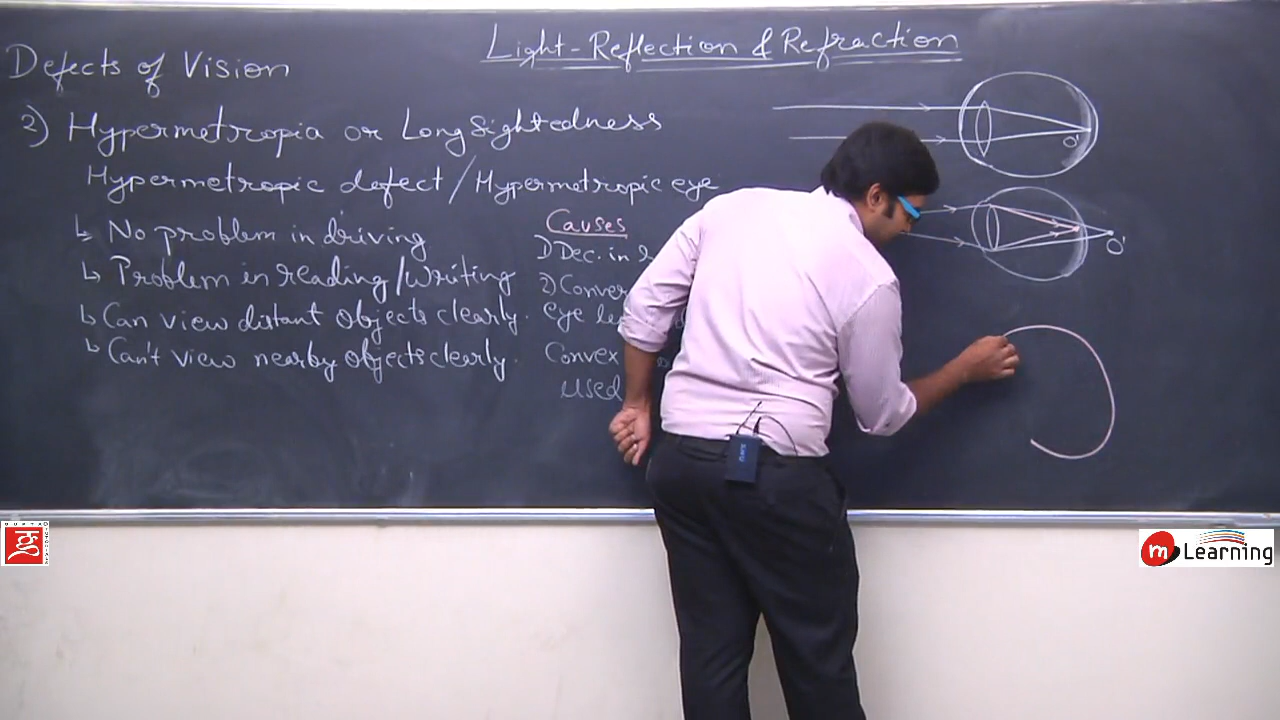 Light-Reflection & Refraction
Defects of Vision
2) Hypermetropia or LongSightedness
Hypermetropic defect/Hypermetropic eye
↳ No problem in driving
↳ Problem in reading/writing
↳ Can view distant objects clearly.
↳ Can't view nearby objects clearly.
Causes
1) Dec. in
2)
eye
Convex
used
O'
O'
m Learning